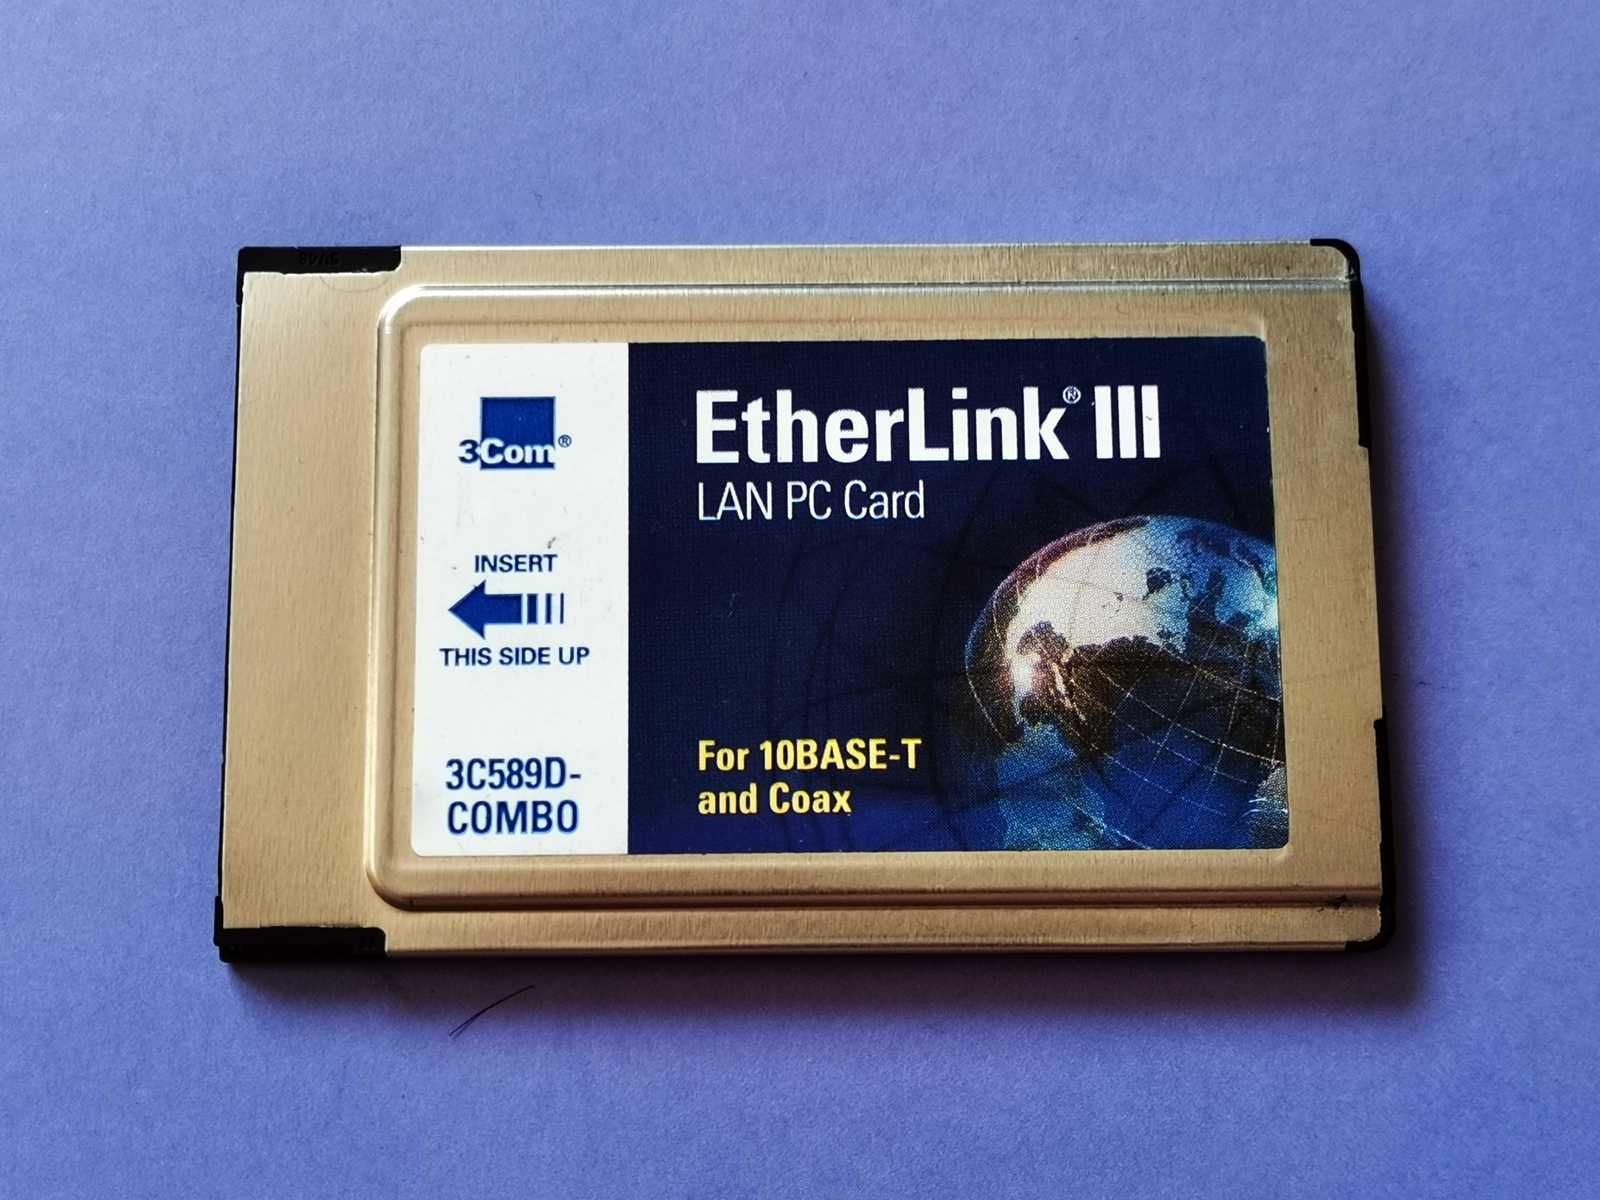 3Com®
INSERT
THIS SIDE UP
3C589D-
COMBO
EtherLink® III
LAN PC Card
For 10BASE-T
and Coax